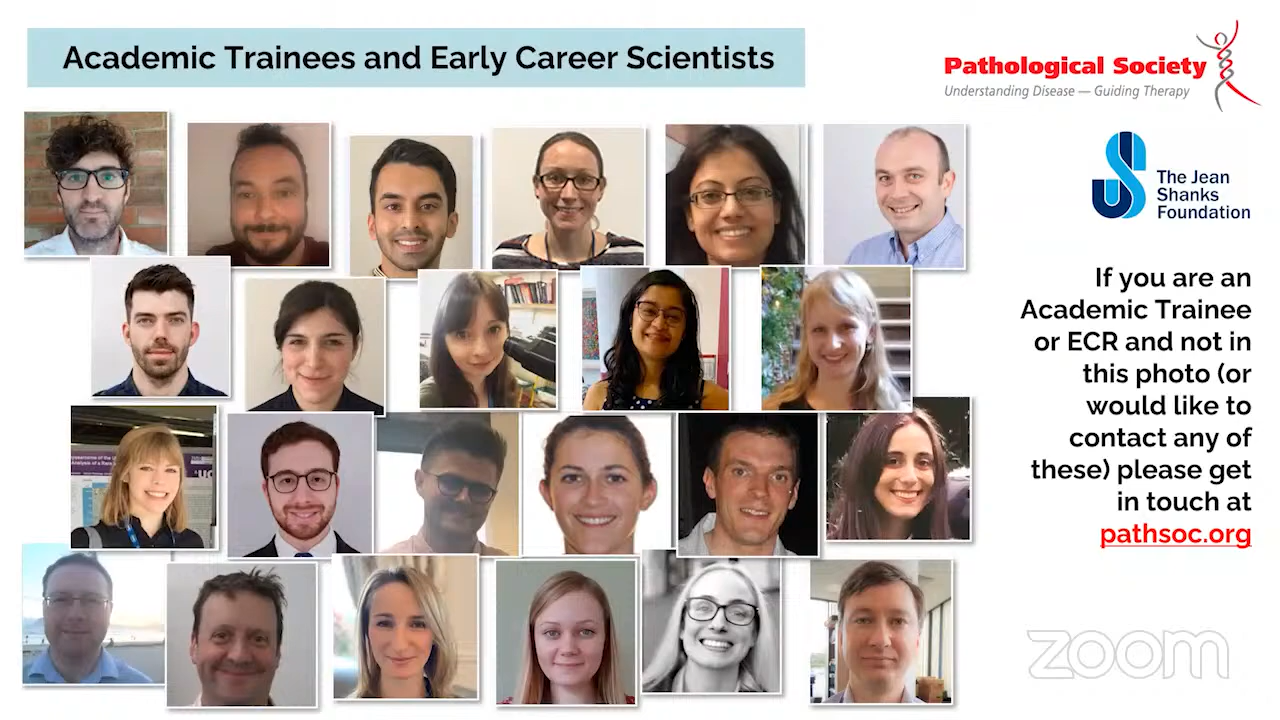 Academic Trainees and Early Career Scientists
Pathological Society
Understanding Disease — Guiding Therapy
The Jean
Shanks
Foundation
If you are an
Academic Trainee
or ECR and not in
this photo (or
would like to
contact any of
these) please get
in touch at
pathsoc.org
zoom